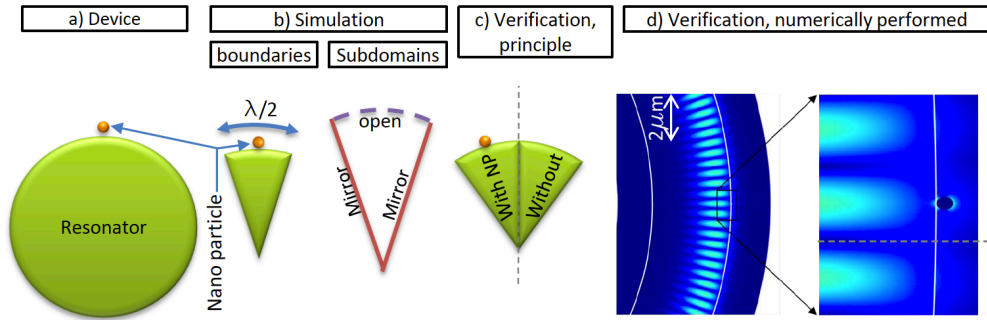 a) Device
b) Simulation
c) Verification,
principle
d) Verification, numerically performed
boundaries
Subdomains
λ/2
open
Mirror
Mirror
Resonator
Nano particle
With NP
Without
2μm